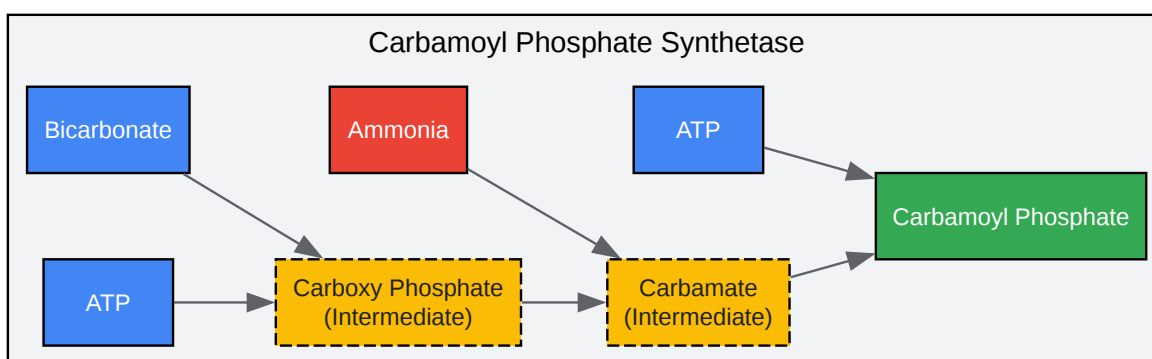 Carbamoyl Phosphate Synthetase
Bicarbonate
Ammonia
ATP
Carbamoyl Phosphate
ATP
Carboxy Phosphate
(Intermediate)
Carbamate
(Intermediate)